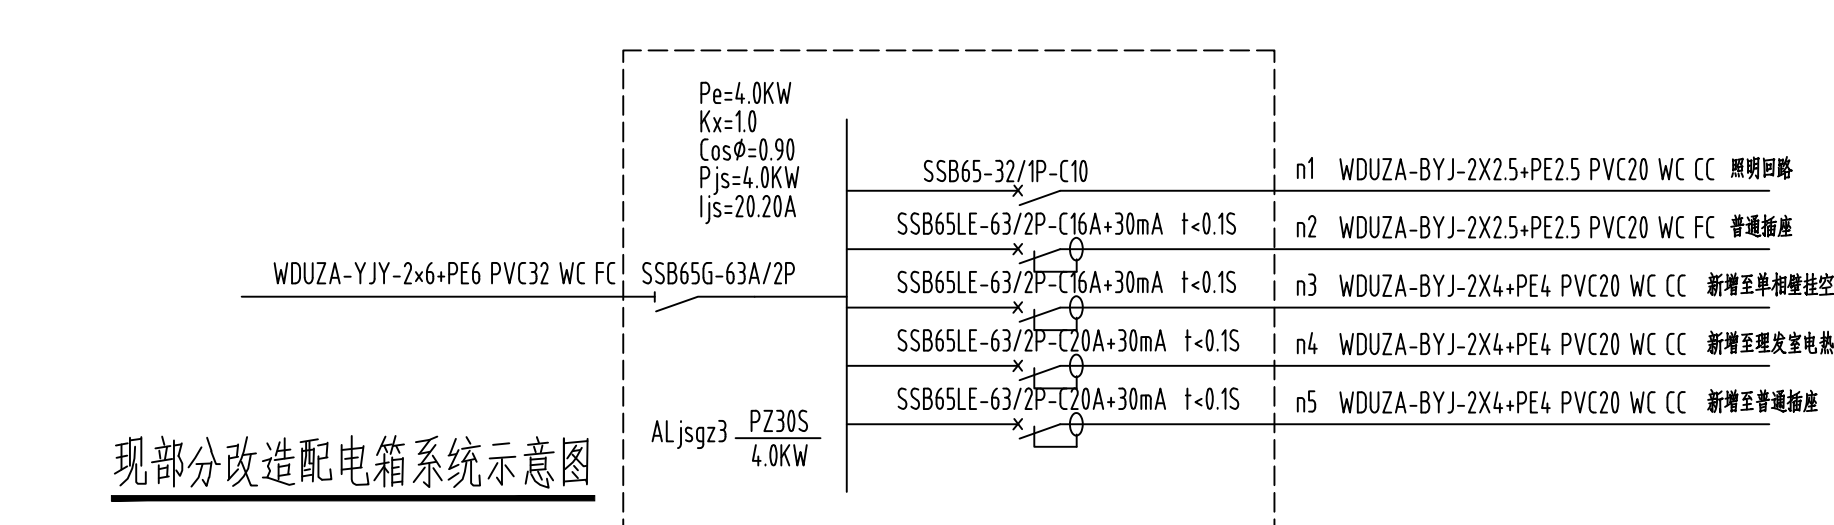 Pe=4.0KW
Kx=1.0
CosØ=0.90
Pjs=4.0KW
Ijs=20.20A
WDUZA-YJY-2×6+PE6 PVC32 WC FC SSB65G-63A/2P
SSB65-32/1P-C10 n1 WDUZA-BYJ-2X2.5+PE2.5 PVC20 WC CC 照明回路
SSB65LE-63/2P-C16A+30mA t<0.1S n2 WDUZA-BYJ-2X2.5+PE2.5 PVC20 WC FC 普通插座
SSB65LE-63/2P-C16A+30mA t<0.1S n3 WDUZA-BYJ-2X4+PE4 PVC20 WC CC 新增至单相壁挂空
SSB65LE-63/2P-C20A+30mA t<0.1S n4 WDUZA-BYJ-2X4+PE4 PVC20 WC CC 新增至理发室电热
SSB65LE-63/2P-C20A+30mA t<0.1S n5 WDUZA-BYJ-2X4+PE4 PVC20 WC CC 新增至普通插座
ALjsgz3 PZ30S
4.0KW
现部分改造配电箱系统示意图